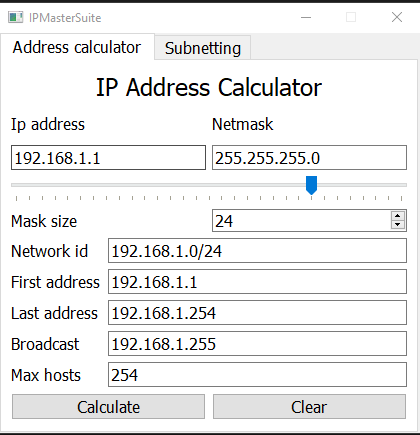 IPMasterSuite
Address calculator Subnetting
IP Address Calculator
Ip address Netmask
192.168.1.1 255.255.255.0
Mask size 24
Network id 192.168.1.0/24
First address 192.168.1.1
Last address 192.168.1.254
Broadcast 192.168.1.255
Max hosts 254
Calculate Clear